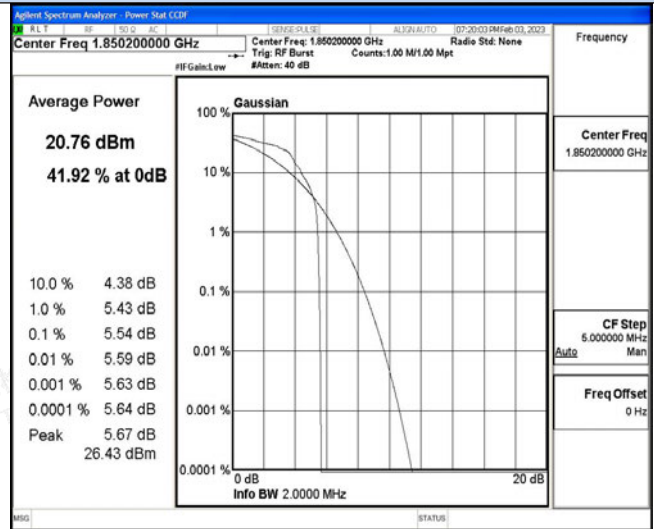 Agilent Spectrum Analyzer - Power Stat CCDF
RLT RF 50 Ω AC SENSE:PULSE ALIGN AUTO 07:20:03 PM Feb 03, 2023
Center Freq 1.850200000 GHz
Center Freq: 1.850200000 GHz Radio Std: None
Trig: RF Burst Counts:1.00 M/1.00 Mpt
#IFGain:Low #Atten: 40 dB
Frequency
Average Power
20.76 dBm
41.92 % at 0dB
10.0 % 4.38 dB
1.0 % 5.43 dB
0.1 % 5.54 dB
0.01 % 5.59 dB
0.001 % 5.63 dB
0.0001 % 5.64 dB
Peak 5.67 dB
26.43 dBm
Gaussian
100 %
10 %
1 %
0.1 %
0.01 %
0.001 %
0.0001 %
0 dB 20 dB
Info BW 2.0000 MHz
Center Freq
1.850200000 GHz
CF Step
5.000000 MHz
Auto Man
Freq Offset
0 Hz
MSG STATUS